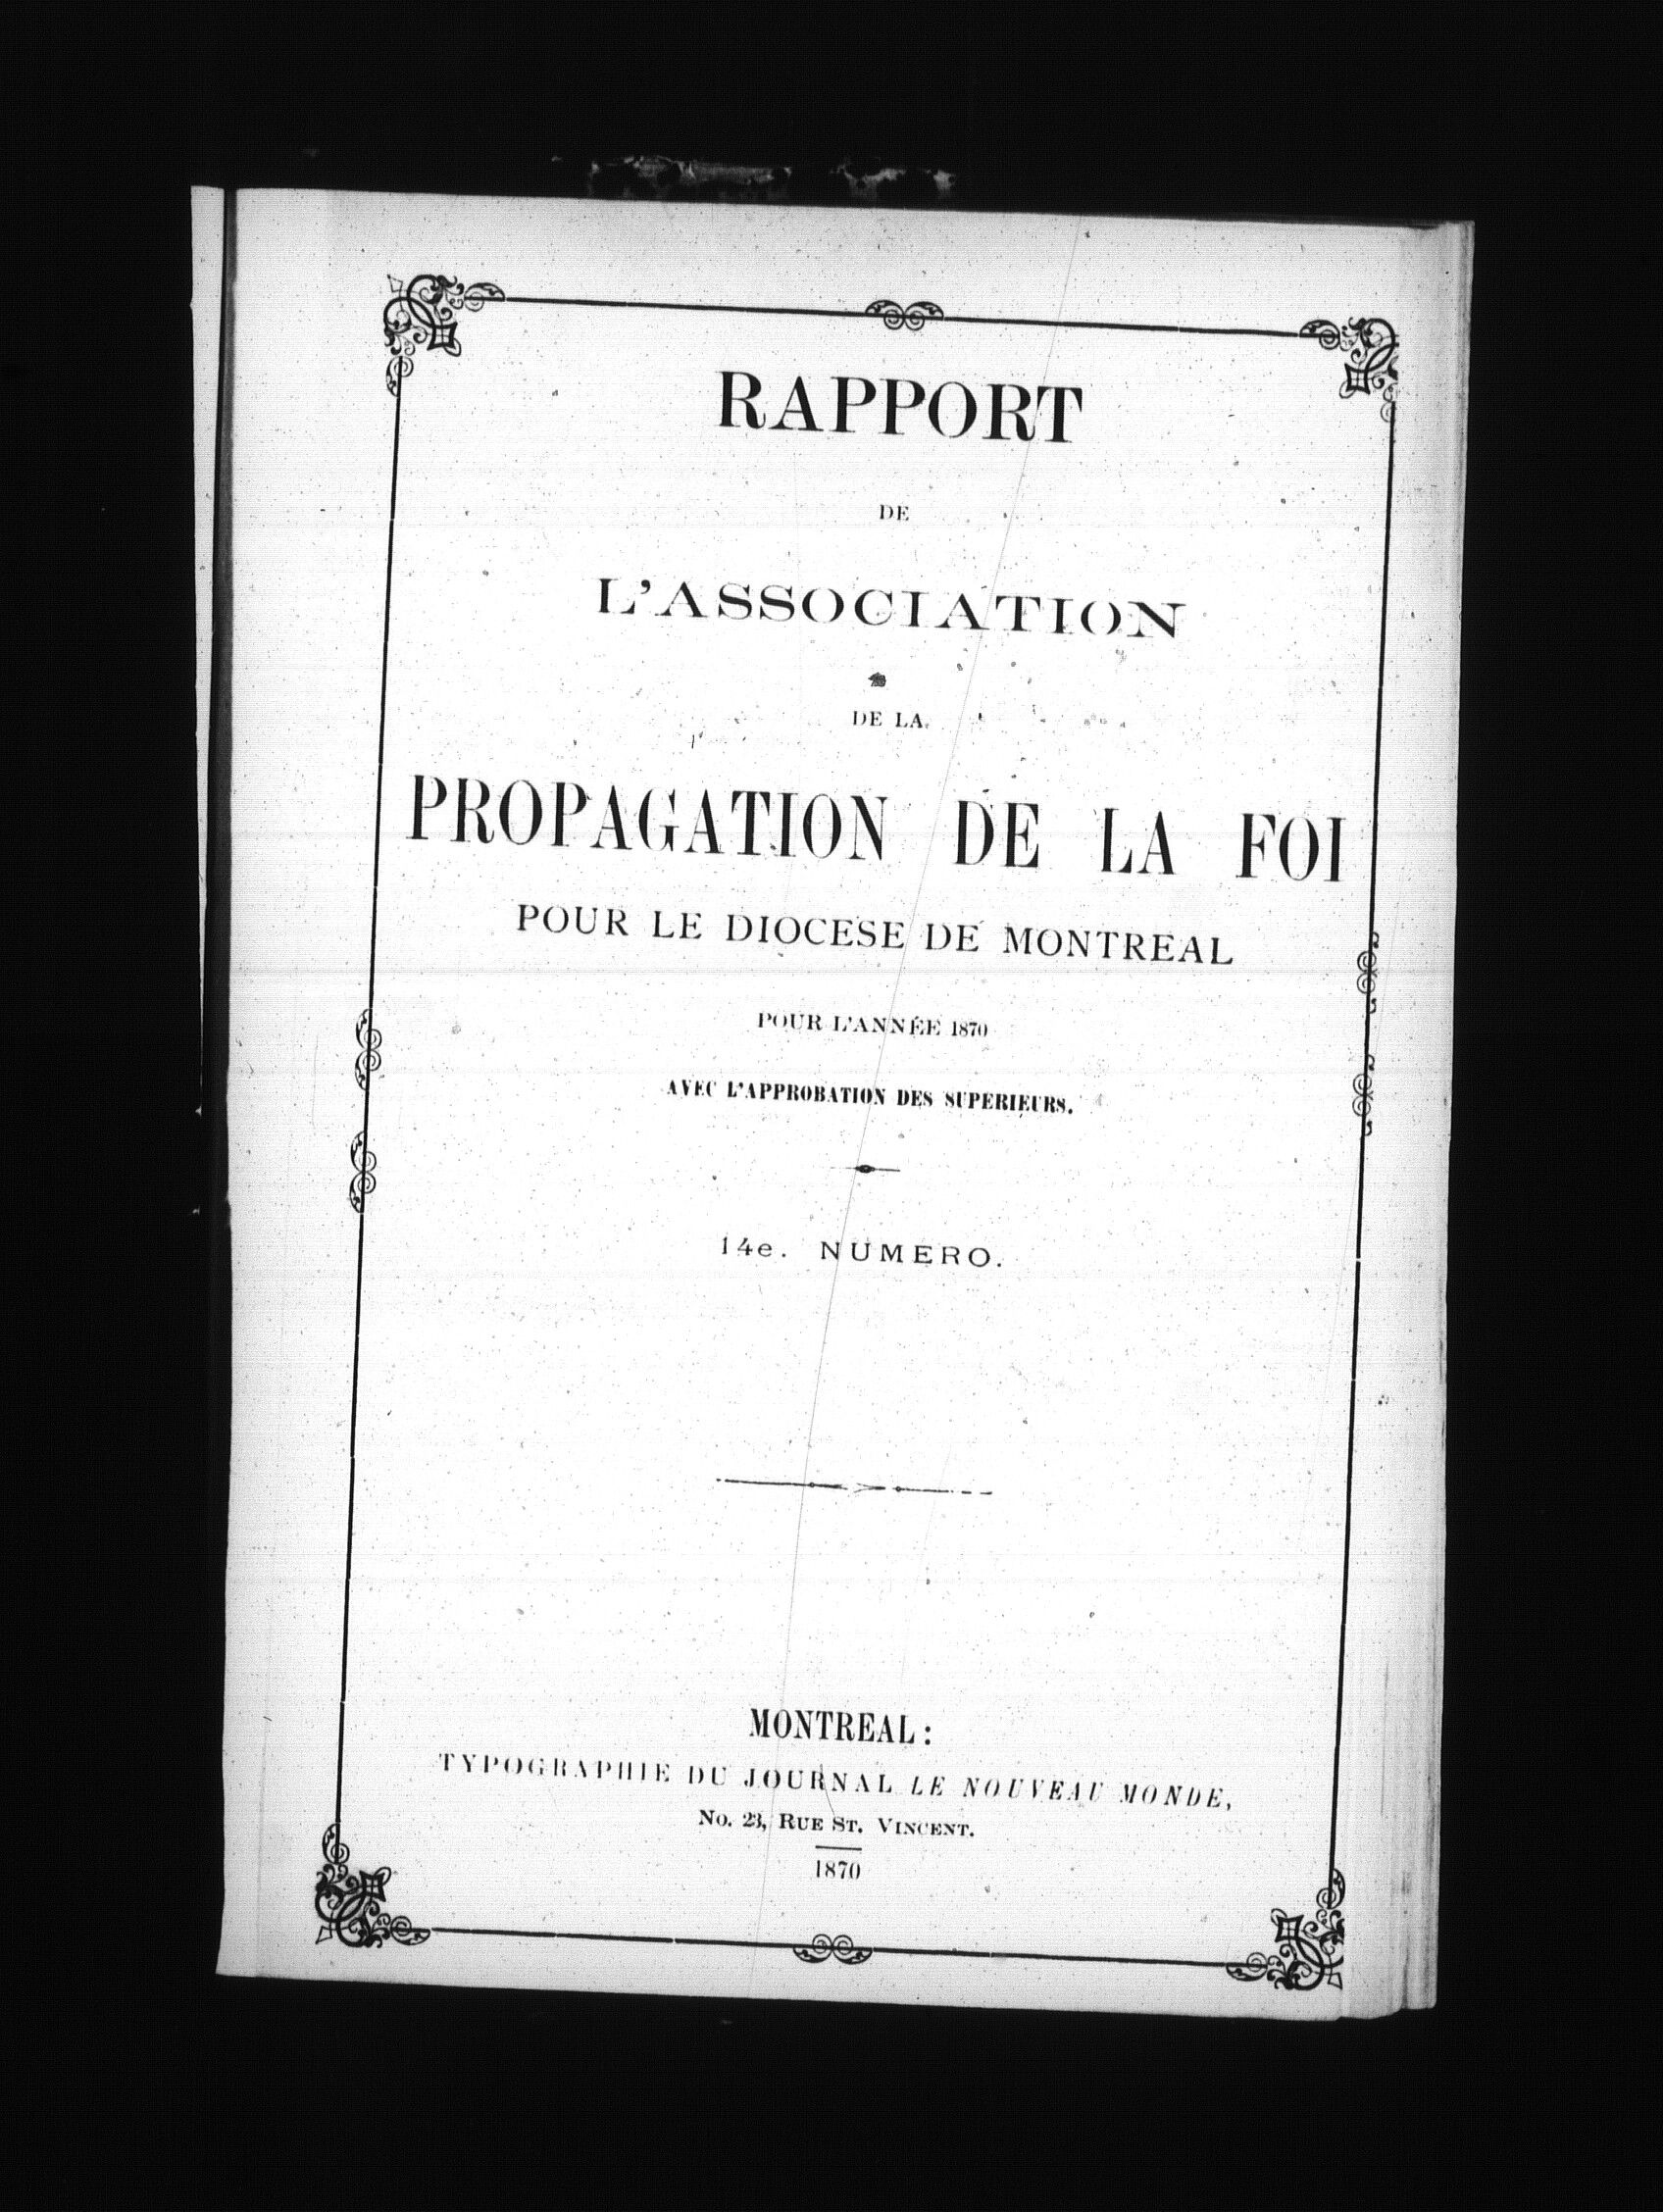 RAPPORT
DE
L'ASSOCIATION
DE LA
PROPAGATION DE LA FOI
POUR LE DIOCESE DE MONTREAL
POUR L'ANNÉE 1870
AVEC L'APPROBATION DES SUPERIEURS.
14e. NUMERO.
MONTREAL:
TYPOGRAPHIE DU JOURNAL LE NOUVEAU MONDE,
No. 23, RUE ST. VINCENT.
1870